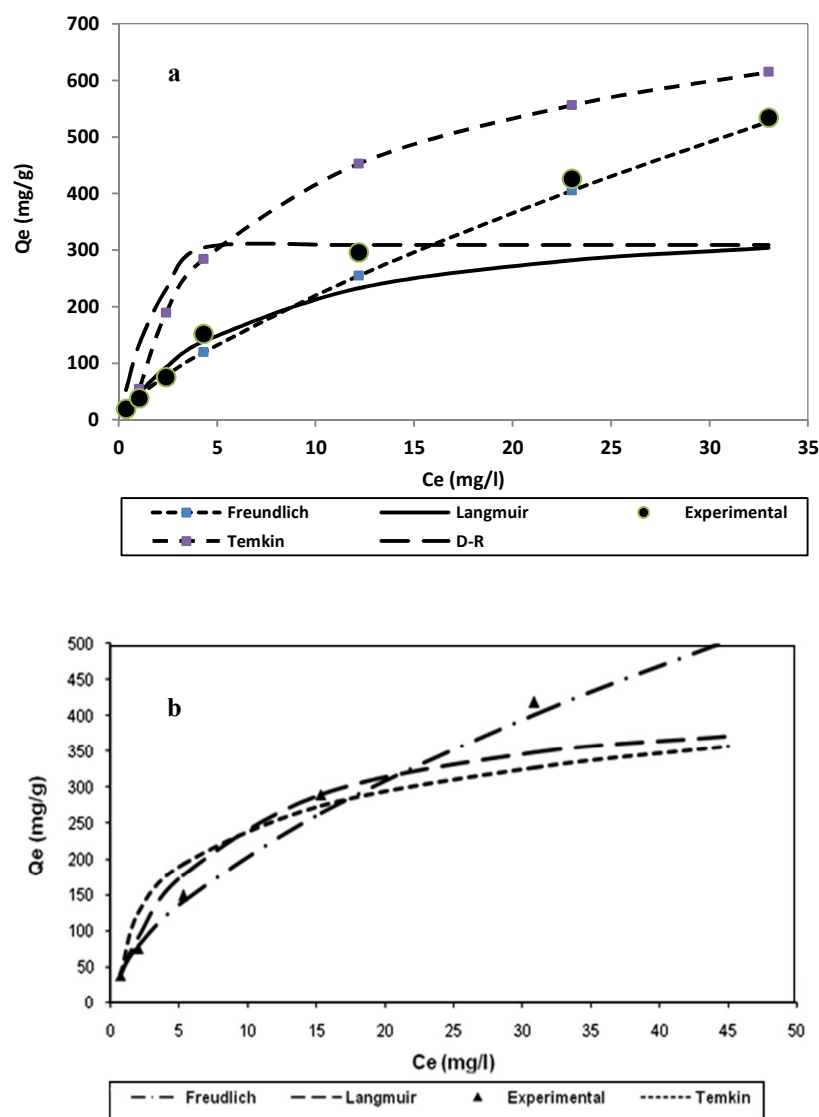 700
600
500
400
300
200
100
0
a
Qe (mg/g)
0 5 10 15 20 25 30 35
Ce (mg/l)
Freundlich Langmuir Experimental
Temkin D-R
500
450
400
350
300
250
200
150
100
50
0
b
Qe (mg/g)
0 5 10 15 20 25 30 35 40 45 50
Ce (mg/l)
Freudlich Langmuir Experimental Temkin